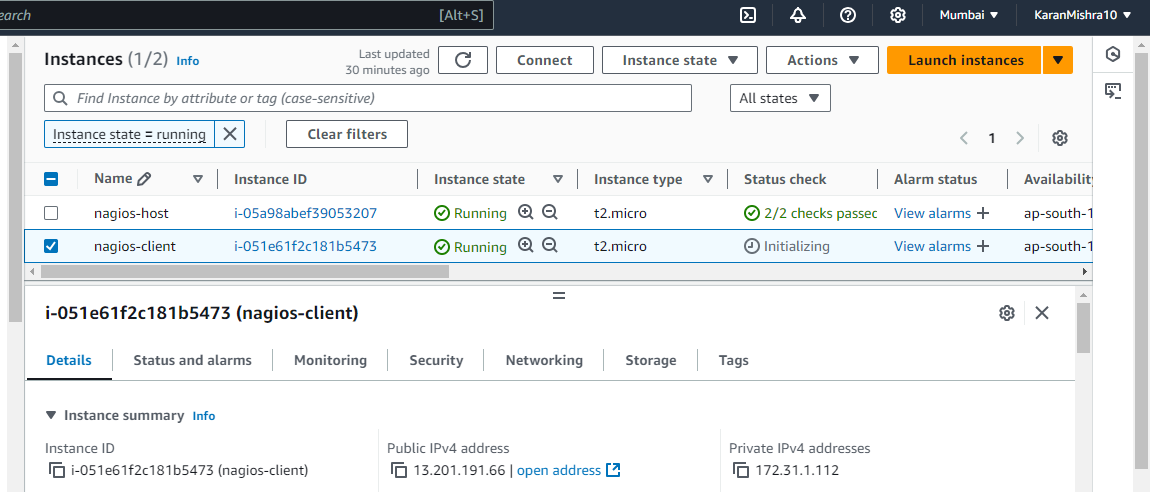 earch [Alt+S] Mumbai KaranMishra10
Instances (1/2) Info Last updated 30 minutes ago Connect Instance state Actions Launch instances
Find Instance by attribute or tag (case-sensitive) All states
Instance state = running Clear filters
1
Name Instance ID Instance state Instance type Status check Alarm status Availability
nagios-host i-05a98abef39053207 Running t2.micro 2/2 checks passed View alarms ap-south-1
nagios-client i-051e61f2c181b5473 Running t2.micro Initializing View alarms ap-south-1
i-051e61f2c181b5473 (nagios-client)
Details Status and alarms Monitoring Security Networking Storage Tags
Instance summary Info
Instance ID Public IPv4 address Private IPv4 addresses
i-051e61f2c181b5473 (nagios-client) 13.201.191.66 | open address 172.31.1.112